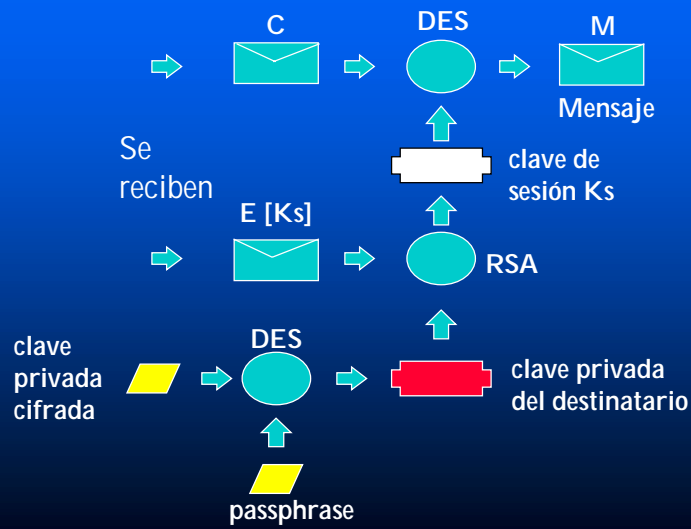 C
DES
M
Mensaje
Se
reciben
clave de
sesión Ks
E [Ks]
RSA
DES
clave
privada
cifrada
clave privada
del destinatario
passphrase